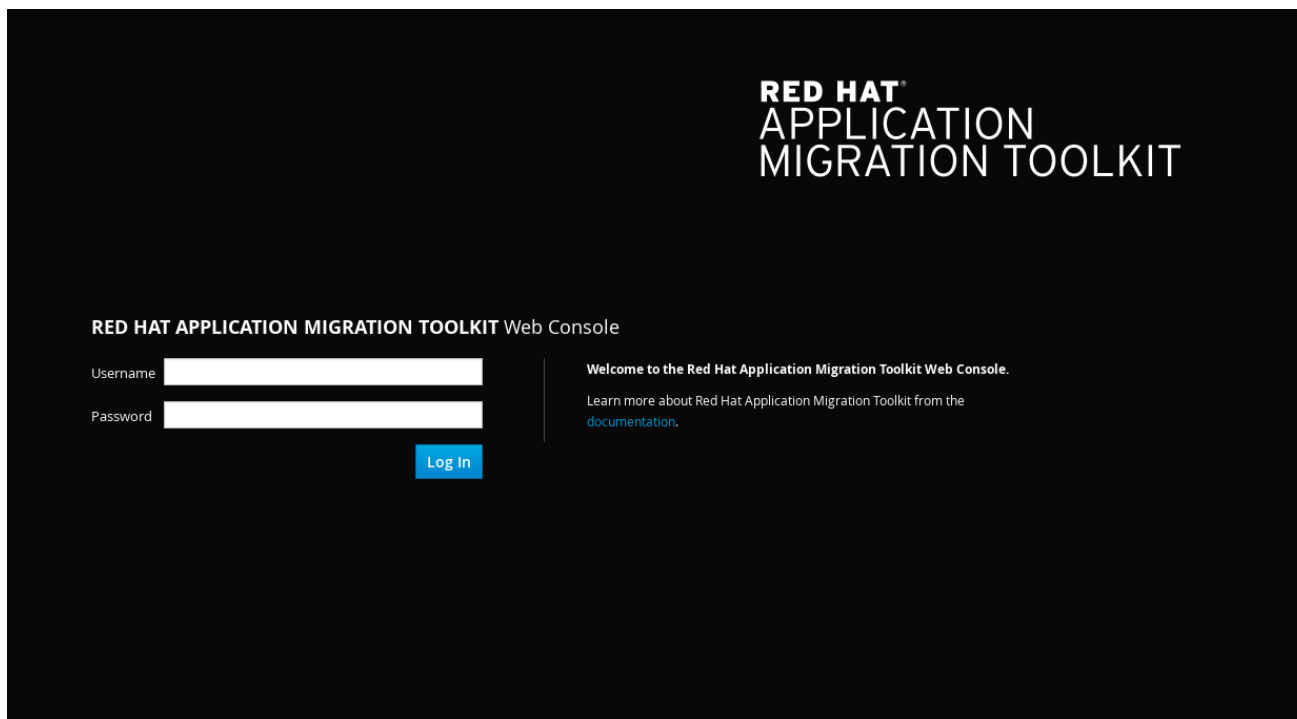 RED HAT®
APPLICATION
MIGRATION TOOLKIT
RED HAT APPLICATION MIGRATION TOOLKIT Web Console
Username
Password
Log In
Welcome to the Red Hat Application Migration Toolkit Web Console.
Learn more about Red Hat Application Migration Toolkit from the
documentation.